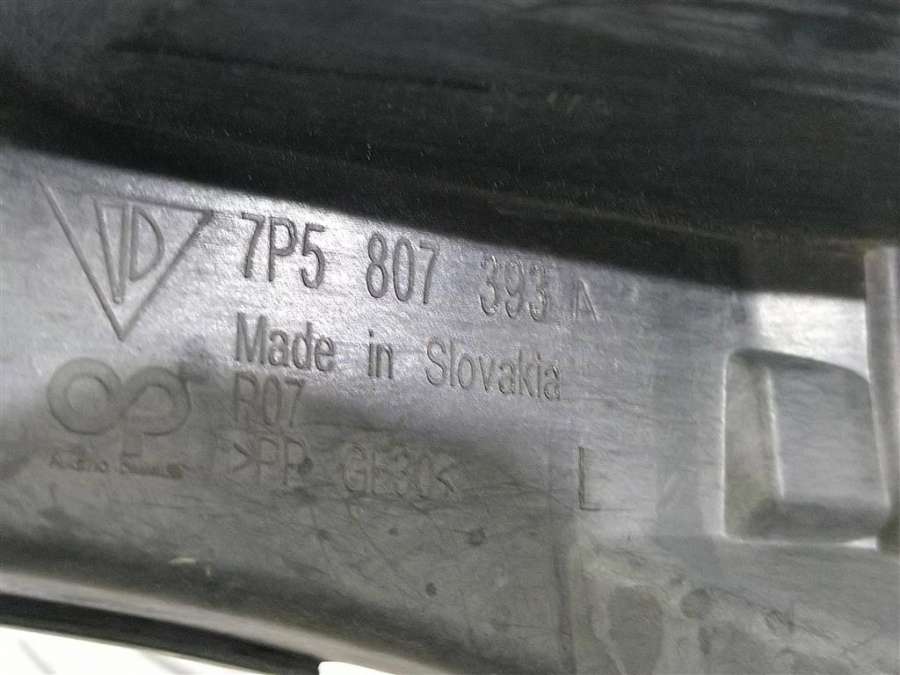 7P5 807 393 A
Made in Slovakia
R07
>PP GF30<
L